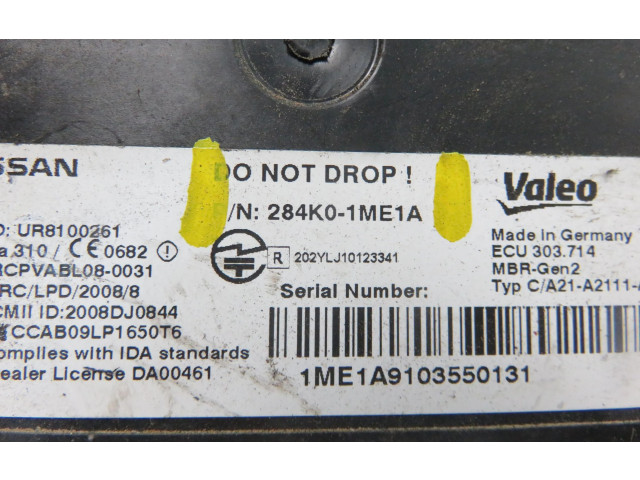 DO NOT DROP !
Valeo
284K0-1ME1A
UR8100261
310 / CE 0682
R 202YLJ10123341
Made in Germany
ECU 303.714
MBR-Gen2
Typ C/A21-A2111-
RCPVABL08-0031
RC/LPD/2008/8
CMII ID:2008DJ0844
CCAB09LP1650T6
omplies with IDA standards
ealer License DA00461
Serial Number:
1ME1A9103550131